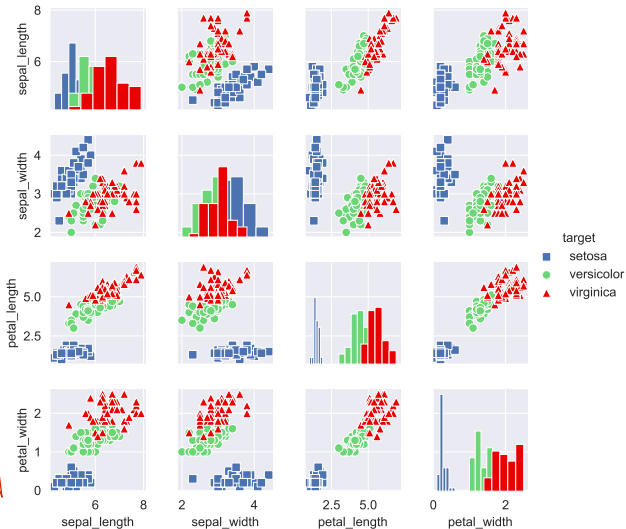 8
6
sepal_length
4
3
2
sepal_width
target
setosa
versicolor
virginica
5.0
2.5
petal_length
2
1
0
petal_width
6 8 2 4 2.5 5.0 0 2
sepal_length sepal_width petal_length petal_width